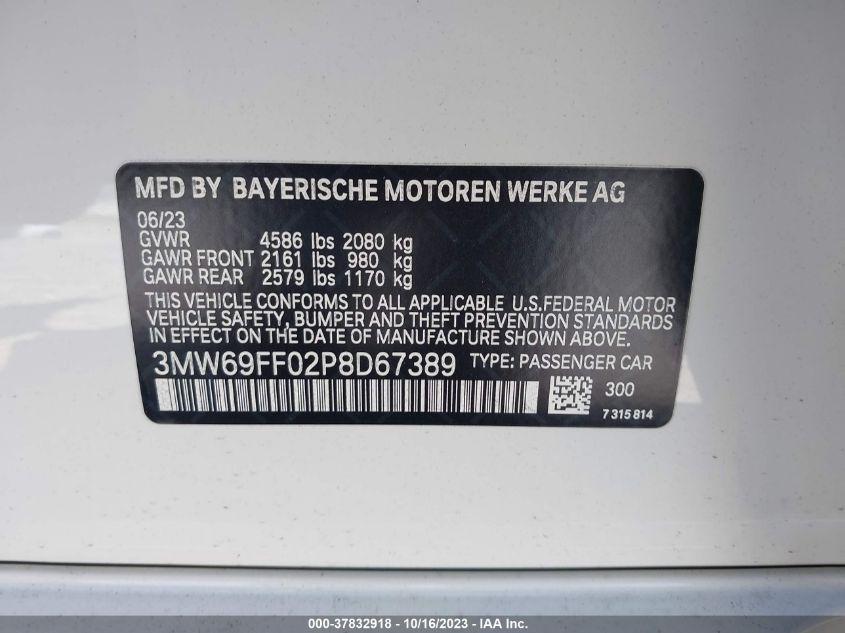 MFD BY BAYERISCHE MOTOREN WERKE AG
06/23
GVWR 4586 lbs 2080 kg
GAWR FRONT 2161 lbs 980 kg
GAWR REAR 2579 lbs 1170 kg
THIS VEHICLE CONFORMS TO ALL APPLICABLE U.S.FEDERAL MOTOR
VEHICLE SAFETY, BUMPER AND THEFT PREVENTION STANDARDS
IN EFFECT ON THE DATE OF MANUFACTURE SHOWN ABOVE.
3MW69FF02P8D67389 TYPE: PASSENGER CAR
300
7 315 814
000-37832918 - 10/16/2023 - © IAA Inc.